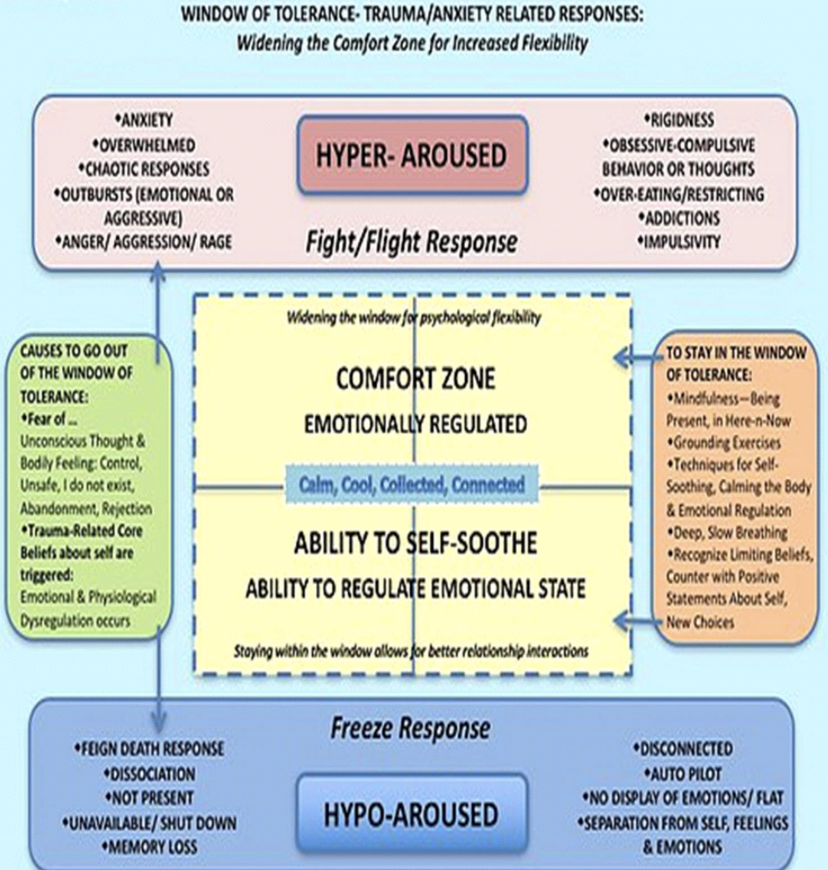 WINDOW OF TOLERANCE- TRAUMA/ANXIETY RELATED RESPONSES:
Widening the Comfort Zone for Increased Flexibility
•ANXIETY
•OVERWHELMED
•CHAOTIC RESPONSES
•OUTBURSTS (EMOTIONAL OR
AGGRESSIVE)
•ANGER/ AGGRESSION/ RAGE
HYPER- AROUSED
Fight/Flight Response
•RIGIDNESS
•OBSESSIVE-COMPULSIVE
BEHAVIOR OR THOUGHTS
•OVER-EATING/RESTRICTING
•ADDICTIONS
•IMPULSIVITY
CAUSES TO GO OUT
OF THE WINDOW OF
TOLERANCE:
•Fear of ...
Unconscious Thought &
Bodily Feeling: Control,
Unsafe, I do not exist,
Abandonment, Rejection
•Trauma-Related Core
Beliefs about self are
triggered:
Emotional & Physiological
Dysregulation occurs
Widening the window for psychological flexibility
COMFORT ZONE
EMOTIONALLY REGULATED
Calm, Cool, Collected, Connected
ABILITY TO SELF-SOOTHE
ABILITY TO REGULATE EMOTIONAL STATE
Staying within the window allows for better relationship interactions
TO STAY IN THE WINDOW
OF TOLERANCE:
•Mindfulness—Being
Present, in Here-n-Now
•Grounding Exercises
•Techniques for Self-
Soothing, Calming the Body
& Emotional Regulation
•Deep, Slow Breathing
•Recognize Limiting Beliefs,
Counter with Positive
Statements About Self,
New Choices
Freeze Response
HYPO-AROUSED
•FEIGN DEATH RESPONSE
•DISSOCIATION
•NOT PRESENT
•UNAVAILABLE/ SHUT DOWN
•MEMORY LOSS
•DISCONNECTED
•AUTO PILOT
•NO DISPLAY OF EMOTIONS/ FLAT
•SEPARATION FROM SELF, FEELINGS
& EMOTIONS